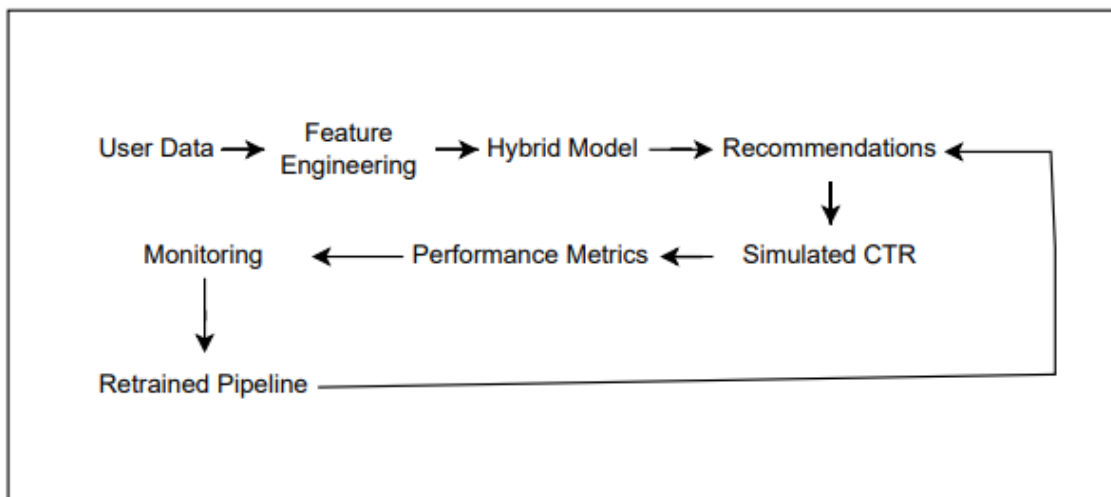 User Data
Feature
Engineering
Hybrid Model
Recommendations
Monitoring
Performance Metrics
Simulated CTR
Retrained Pipeline